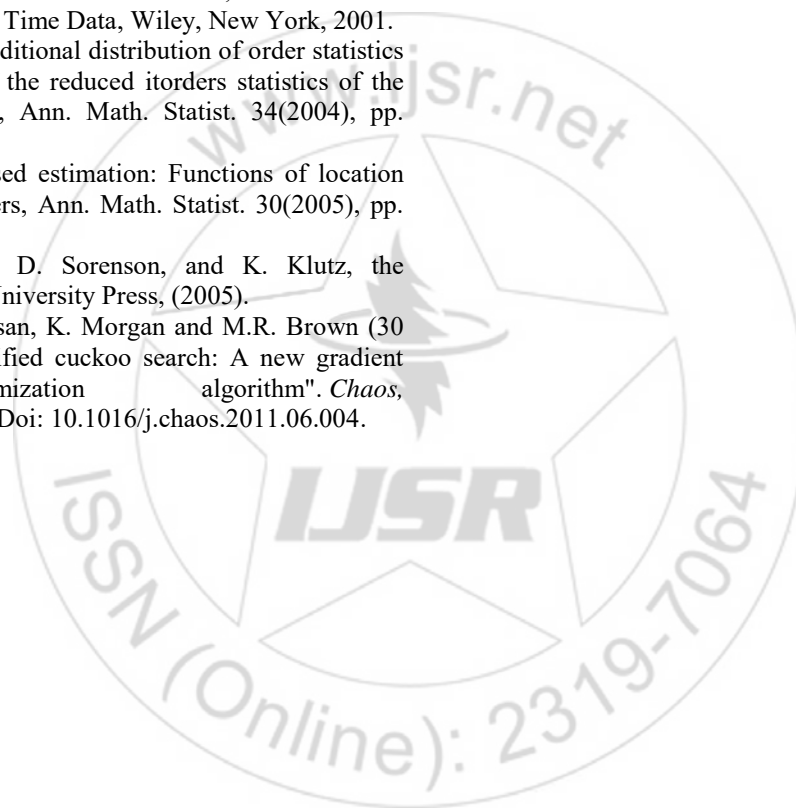 Time Data, Wiley, New York, 2001.
ditional distribution of order statistics
the reduced itorders statistics of the
, Ann. Math. Statist. 34(2004), pp.
sed estimation: Functions of location
ers, Ann. Math. Statist. 30(2005), pp.
D. Sorenson, and K. Klutz, the
University Press, (2005).
san, K. Morgan and M.R. Brown (30
ified cuckoo search: A new gradient
mization algorithm". Chaos,
Doi: 10.1016/j.chaos.2011.06.004.
www.ijsr.net
IJSR
ISSN (Online): 2319-7064